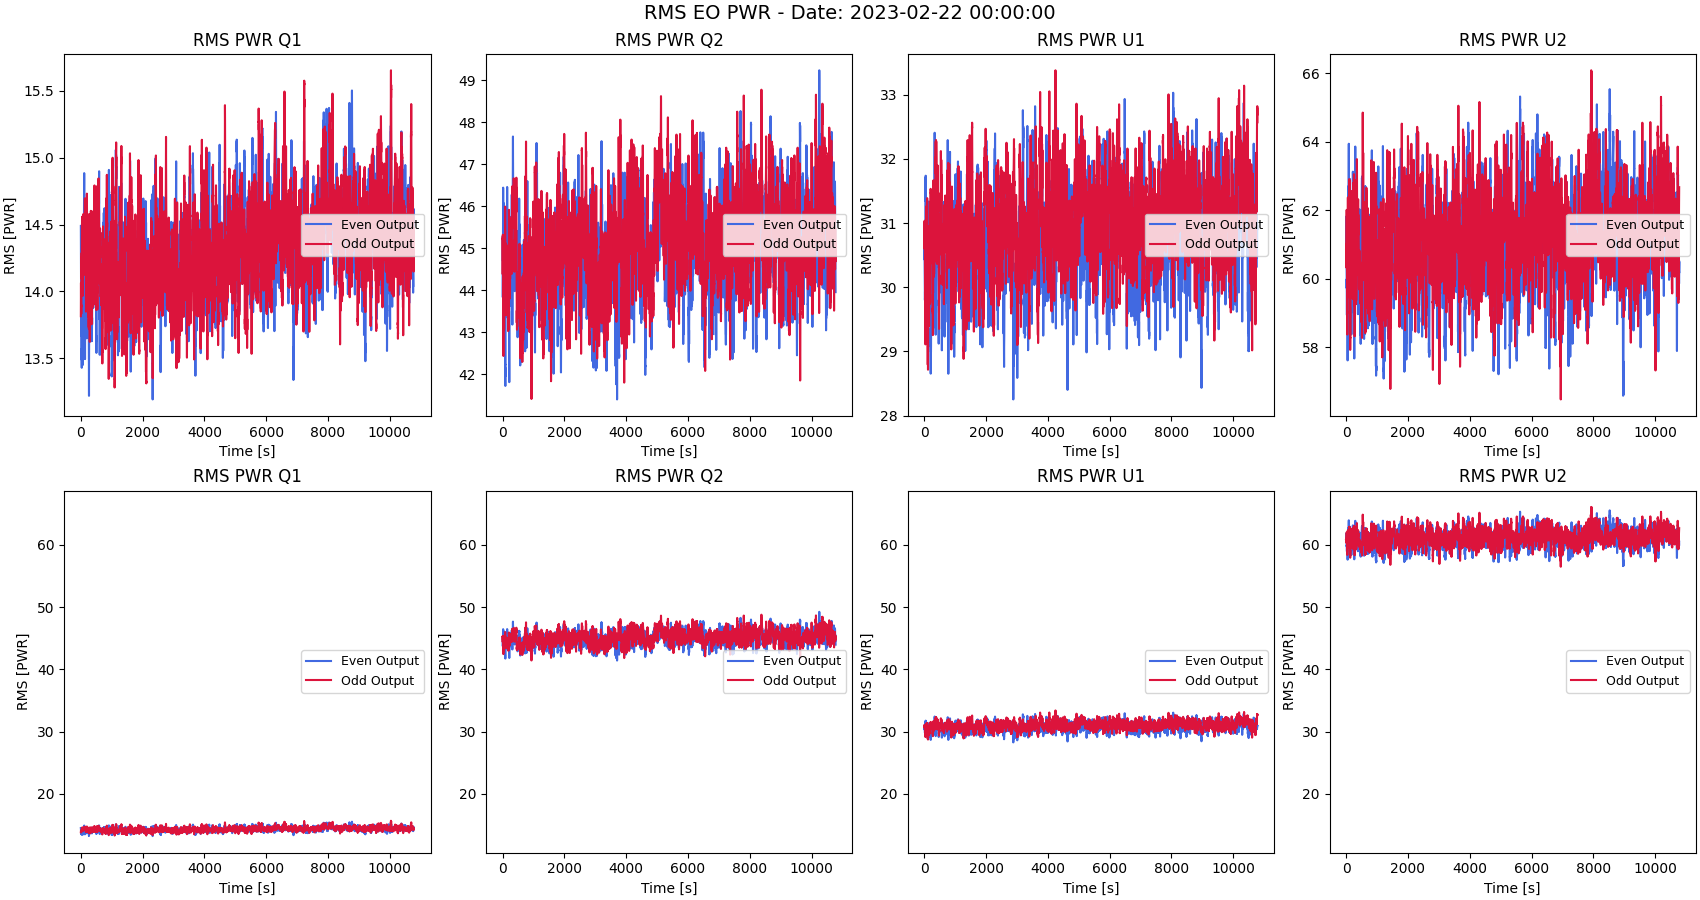 RMS EO PWR - Date: 2023-02-22 00:00:00
RMS PWR Q1
RMS [PWR]
15.5
15.0
14.5
14.0
13.5
Even Output
Odd Output
0 2000 4000 6000 8000 10000
Time [s]
RMS PWR Q2
RMS [PWR]
49
48
47
46
45
44
43
42
Even Output
Odd Output
0 2000 4000 6000 8000 10000
Time [s]
RMS PWR U1
RMS [PWR]
33
32
31
30
29
28
Even Output
Odd Output
0 2000 4000 6000 8000 10000
Time [s]
RMS PWR U2
RMS [PWR]
66
64
62
60
58
Even Output
Odd Output
0 2000 4000 6000 8000 10000
Time [s]
RMS PWR Q1
RMS [PWR]
60
50
40
30
20
Even Output
Odd Output
0 2000 4000 6000 8000 10000
Time [s]
RMS PWR Q2
RMS [PWR]
60
50
40
30
20
Even Output
Odd Output
0 2000 4000 6000 8000 10000
Time [s]
RMS PWR U1
RMS [PWR]
60
50
40
30
20
Even Output
Odd Output
0 2000 4000 6000 8000 10000
Time [s]
RMS PWR U2
RMS [PWR]
60
50
40
30
20
Even Output
Odd Output
0 2000 4000 6000 8000 10000
Time [s]